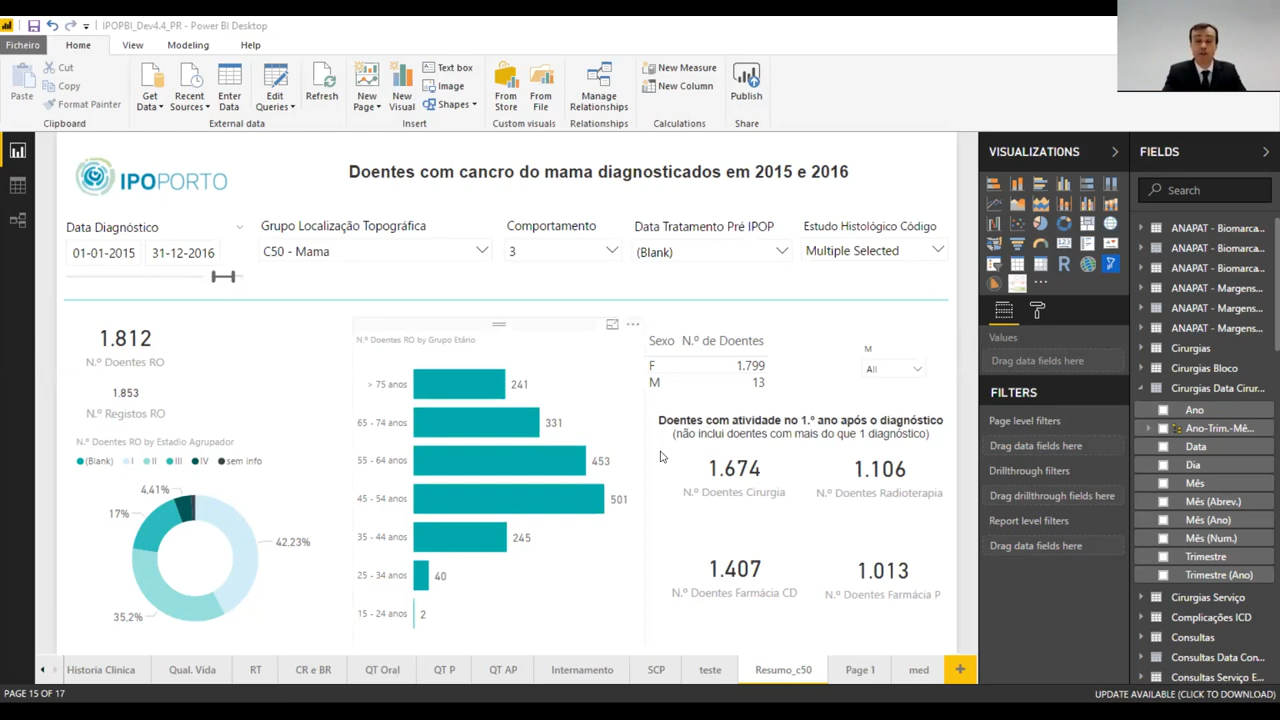 IPOPBI_Dev4.4_PR - Power BI Desktop
Ficheiro Home View Modeling Help
Paste Cut Copy Format Painter
Get Data Recent Sources Enter Data Edit Queries Refresh
New Page New Visual Text box Image Shapes
From Store From File Manage Relationships New Measure New Column Publish
Clipboard External data Insert Custom visuals Relationships Calculations Share
IPOPORTO
Doentes com cancro do mama diagnosticados em 2015 e 2016
Data Diagnóstico Grupo Localização Topográfica Comportamento Data Tratamento Pré IPOP Estudo Histológico Código
01-01-2015 31-12-2016 C50 - Mama 3 (Blank) Multiple Selected
1.812
N.º Doentes RO
1.853
N.º Registos RO
N.º Doentes RO by Estadio Agrupador
(Blank) I II III IV sem info
4,41%
17%
42,23%
35,2%
N.º Doentes RO by Grupo Etário
> 75 anos 241
65 - 74 anos 331
55 - 64 anos 453
45 - 54 anos 501
35 - 44 anos 245
25 - 34 anos 40
15 - 24 anos 2
Sexo N.º de Doentes
F 1.799
M 13
M
All
Doentes com atividade no 1.º ano após o diagnóstico
(não inclui doentes com mais do que 1 diagnóstico)
1.674 1.106
N.º Doentes Cirurgia N.º Doentes Radioterapia
1.407 1.013
N.º Doentes Farmácia CD N.º Doentes Farmácia P
VISUALIZATIONS
R
Values
Drag data fields here
FILTERS
Page level filters
Drag data fields here
Drillthrough filters
Drag drillthrough fields here
Report level filters
Drag data fields here
FIELDS
Search
ANAPAT - Biomarca...
ANAPAT - Biomarca...
ANAPAT - Biomarca...
ANAPAT - Margens...
ANAPAT - Margens...
ANAPAT - Margens...
Cirurgias
Cirurgias Bloco
Cirurgias Data Cirur...
Ano
Ano-Trim.-Mê...
Data
Dia
Mês
Mês (Abrev.)
Mês (Ano)
Mês (Num.)
Trimestre
Trimestre (Ano)
Cirurgias Serviço
Complicações ICD
Consultas
Consultas Data Con...
Consultas Serviço E...
Historia Clinica Qual. Vida RT CR e BR QT Oral QT P QT AP Internamento SCP teste Resumo_c50 Page 1 med
PAGE 15 OF 17 UPDATE AVAILABLE (CLICK TO DOWNLOAD)